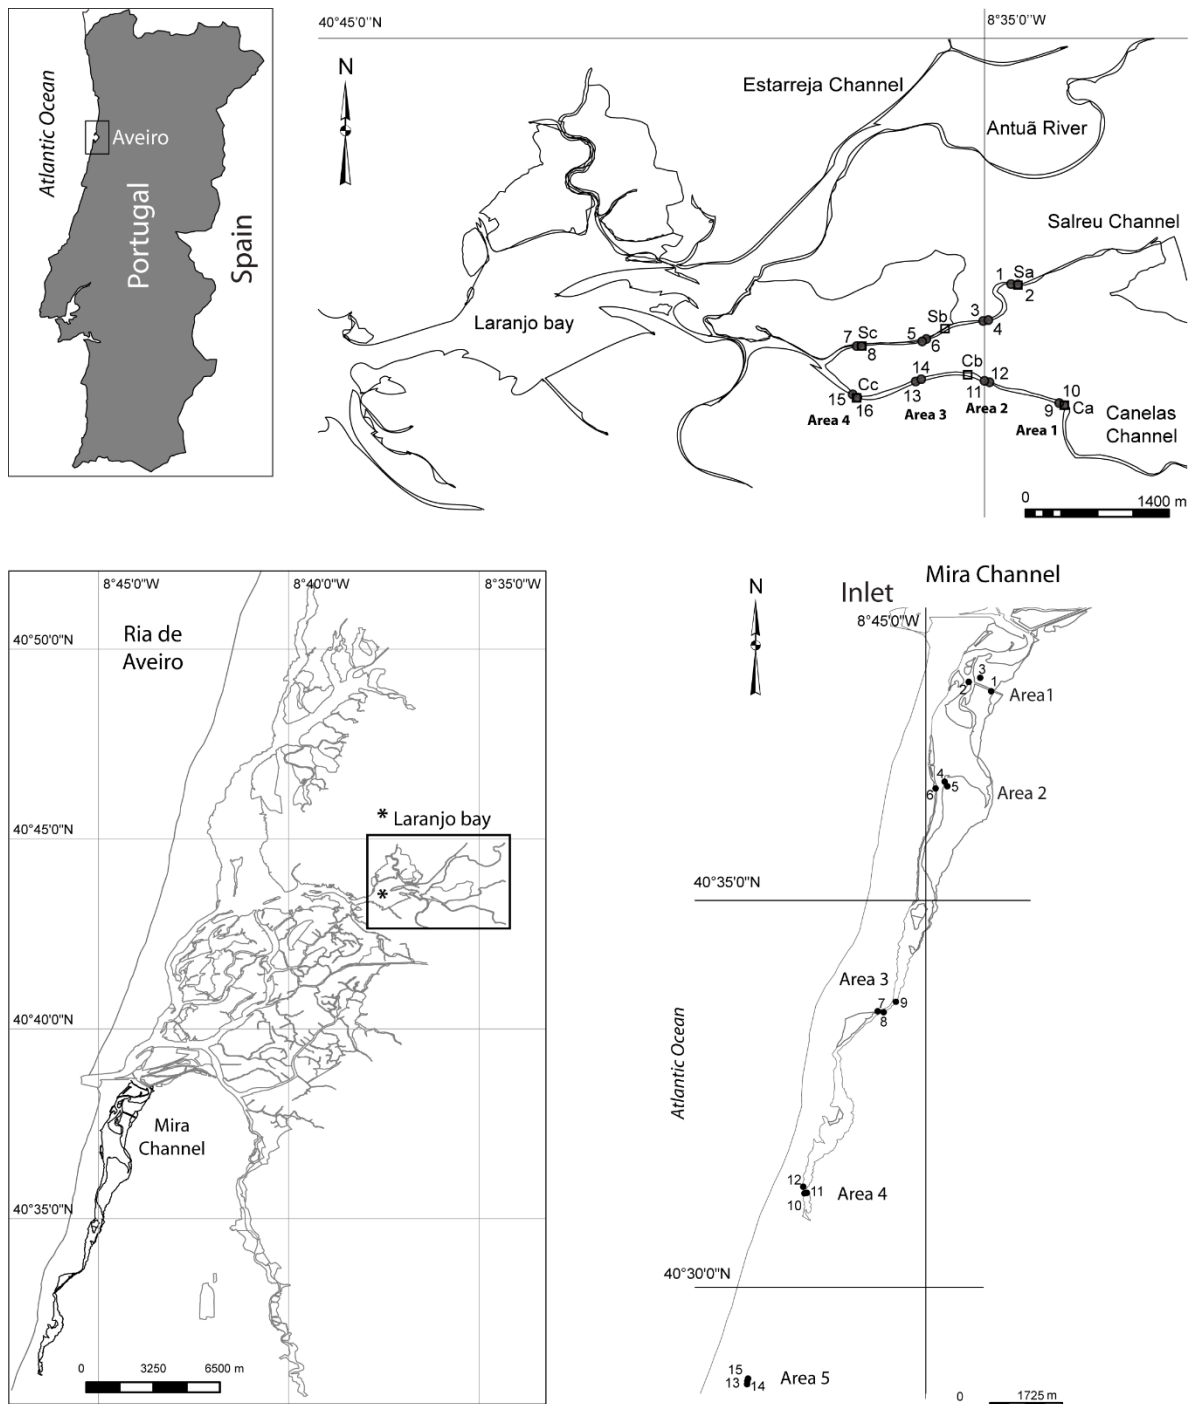 Atlantic Ocean
Aveiro
Portugal
Spain
40°45'0''N
8°35'0''W
N
Estarreja Channel
Antuã River
Salreu Channel
1 Sa
2
Sb
3
4
Laranjo bay
7 Sc
8
5
6
14
Cb
12
Cc
15
16
13
11
10
9
Ca
Area 4
Area 3
Area 2
Area 1
Canelas
Channel
0
1400 m
8°45'0"W
8°40'0"W
8°35'0"W
40°50'0"N
Ria de
Aveiro
40°45'0"N
* Laranjo bay
*
40°40'0"N
Mira
Channel
40°35'0"N
0
3250
6500 m
N
Mira Channel
Inlet
8°45'0"W
3
2
1
Area1
4
5
6
Area 2
40°35'0"N
Area 3
7
9
8
Atlantic Ocean
12
11
10
Area 4
40°30'0"N
15
13
14
Area 5
0
1725 m